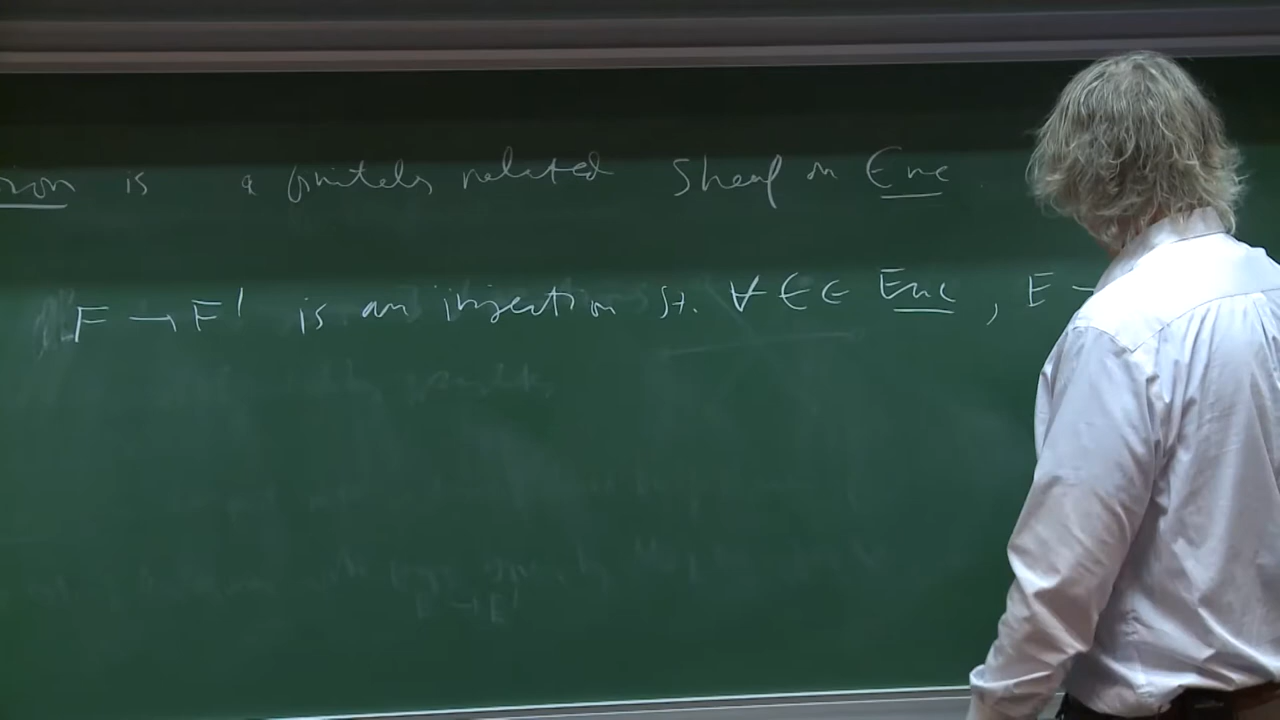 is a finitely related sheaf on Enc.
F → F' is an injection st. ∀ E ∈ Enc, E →